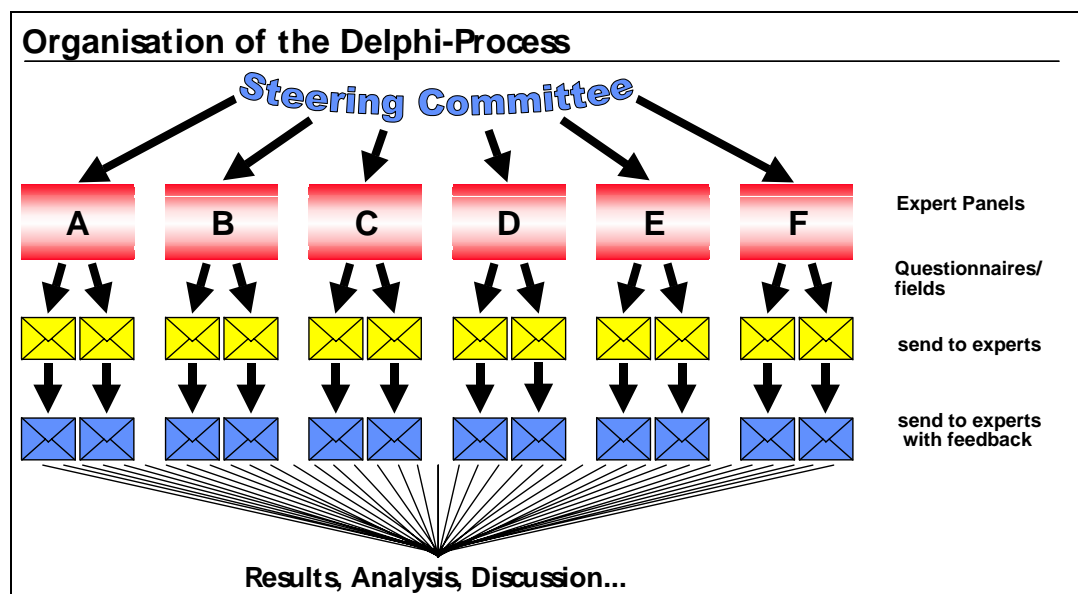 Organisation of the Delphi-Process
Steering Committee
A B C D E F
Expert Panels
Questionnaires/
fields
send to experts
send to experts
with feedback
Results, Analysis, Discussion...